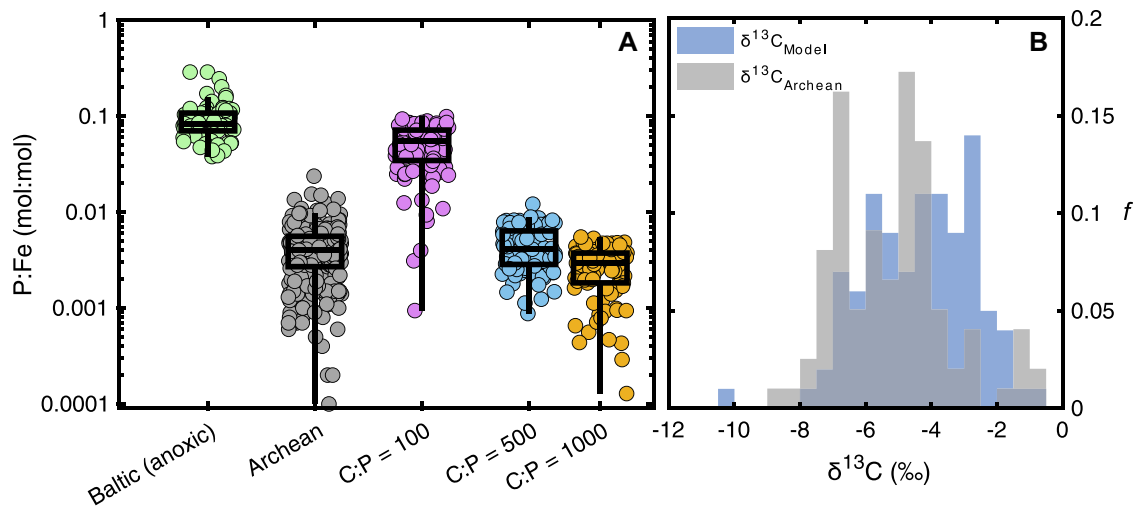 A
P:Fe (mol:mol)
1
0.1
0.01
0.001
0.0001
Baltic (anoxic)
Archean
C:P = 100
C:P = 500
C:P = 1000
B
δ13CModel
δ13CArchean
0.2
0.15
0.1
0.05
0
f
-12 -10 -8 -6 -4 -2 0
δ13C (‰)